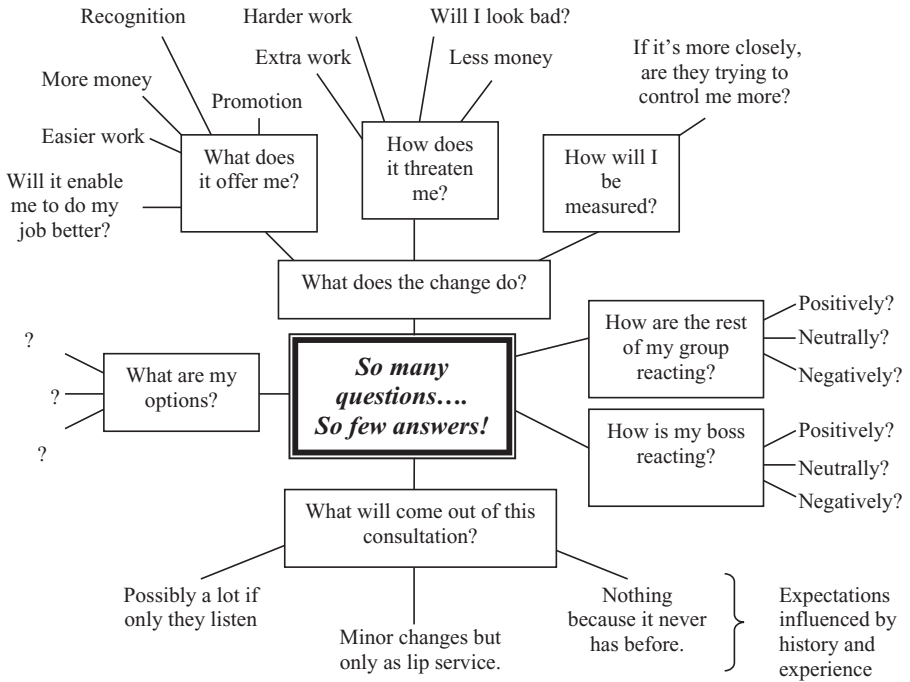 Recognition
Harder work
Will I look bad?
Extra work
Less money
If it's more closely,
are they trying to
control me more?
More money
Promotion
Easier work
Will it enable
me to do my
job better?
What does
it offer me?
How does
it threaten
me?
How will I
be
measured?
What does the change do?
?
?
?
What are my
options?
So many
questions….
So few answers!
How are the rest
of my group
reacting?
Positively?
Neutrally?
Negatively?
How is my boss
reacting?
Positively?
Neutrally?
Negatively?
What will come out of this
consultation?
Possibly a lot if
only they listen
Minor changes but
only as lip service.
Nothing
because it never
has before.
Expectations
influenced by
history and
experience